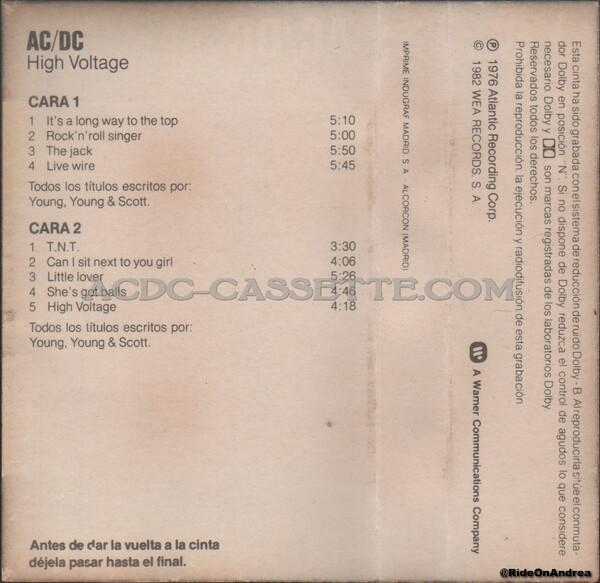 AC/DC
High Voltage
CARA 1
1 It's a long way to the top 5:10
2 Rock'n'roll singer 5:00
3 The jack 5:50
4 Live wire 5:45
Todos los títulos escritos por:
Young, Young & Scott.
CARA 2
1 T.N.T. 3:30
2 Can I sit next to you girl 4:06
3 Little lover 5:26
4 She's got balls 4:46
5 High Voltage 4:18
Todos los títulos escritos por:
Young, Young & Scott.
Antes de dar la vuelta a la cinta
déjela pasar hasta el final.
IMPRIME INDUGRAF MADRID, S. A. ALCORCON (MADRID)
℗ 1976 Atlantic Recording Corp.
© 1982 WEA RECORDS, S. A.
A Warner Communications Company
Esta cinta ha sido grabada con el sistema de reducción de ruido Dolby - B. Al reproducirla sitúe el conmuta-
dor Dolby en posición "N". Si no dispone de Dolby reduzca el control de agudos lo que considere
necesario. Dolby y son marcas registradas de los laboratorios Dolby.
Reservados todos los derechos.
Prohibida la reproducción, la ejecución y radiodifusión de esta grabación
ACDC-CASSETTE.COM
@RideOnAndrea